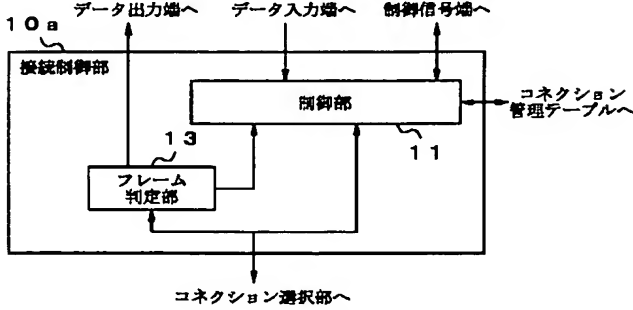 データ出力端へ
データ入力端へ
制御信号端へ
10a
接続制御部
制御部
コネクション
管理テーブルへ
11
13
フレーム
判定部
コネクション選択部へ